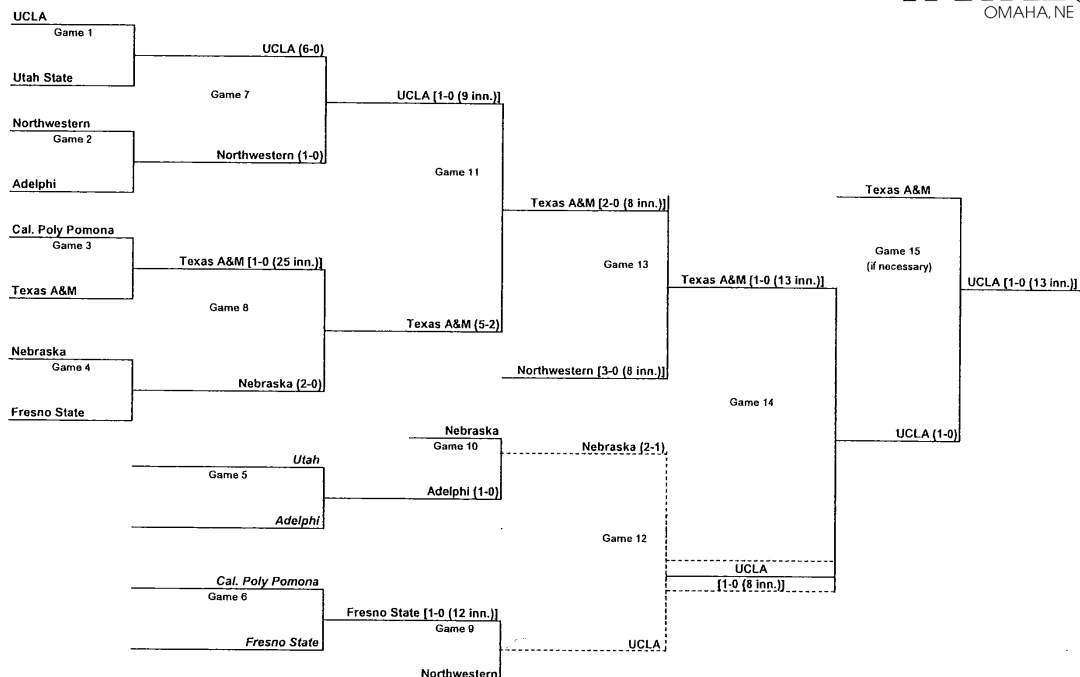 OMAHA, NE
UCLA
Game 1
UCLA (6-0)
Utah State
Game 7
UCLA [1-0 (9 inn.)]
Northwestern
Game 2
Northwestern (1-0)
Adelphi
Game 11
Texas A&M
Texas A&M [2-0 (8 inn.)]
Cal. Poly Pomona
Game 3
Texas A&M [1-0 (25 inn.)]
Game 13
Game 15
(if necessary)
Texas A&M [1-0 (13 inn.)]
UCLA [1-0 (13 inn.)]
Texas A&M
Game 8
Texas A&M (5-2)
Nebraska
Game 4
Northwestern [3-0 (8 inn.)]
Nebraska (2-0)
Game 14
Fresno State
Nebraska
UCLA (1-0)
Game 10
Nebraska (2-1)
Utah
Game 5
Adelphi (1-0)
Adelphi
Game 12
UCLA
[1-0 (8 inn.)]
Cal. Poly Pomona
Game 6
Fresno State [1-0 (12 inn.)]
Game 9
Fresno State
UCLA
Northwestern